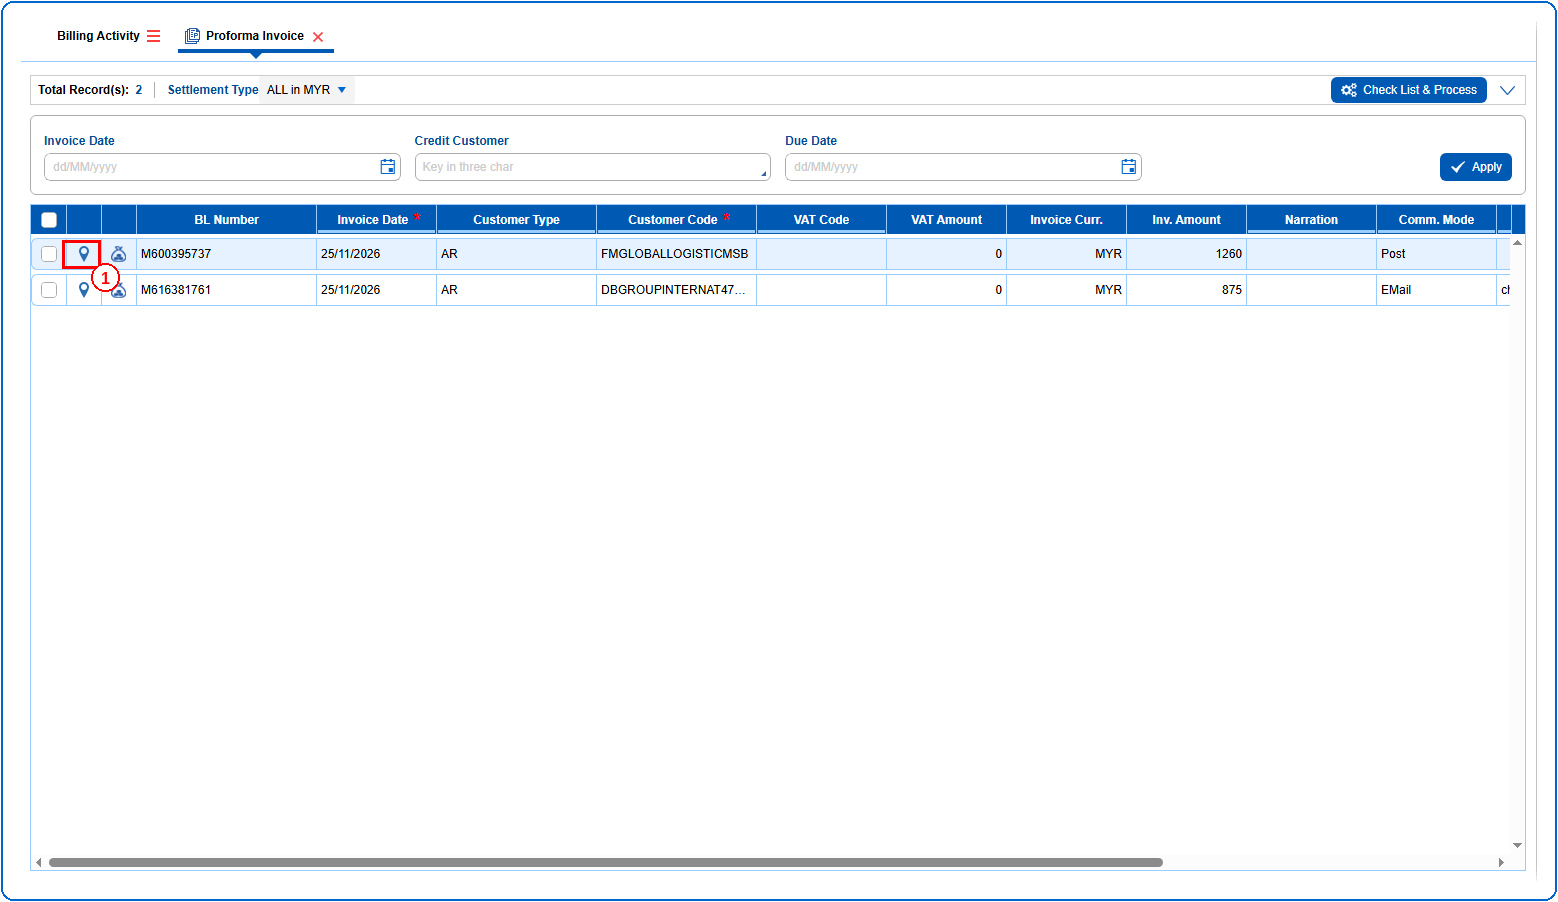 Billing Activity Proforma Invoice
Total Record(s): 2 Settlement Type ALL in MYR Check List & Process
Invoice Date Credit Customer Due Date
dd/MM/yyyy Key in three char dd/MM/yyyy Apply
BL Number Invoice Date * Customer Type Customer Code * VAT Code VAT Amount Invoice Curr. Inv. Amount Narration Comm. Mode
M600395737 25/11/2026 AR FMGLOBALLOGISTICMSB 0 MYR 1260 Post
1
M616381761 25/11/2026 AR DBGROUPINTERNAT47... 0 MYR 875 EMail